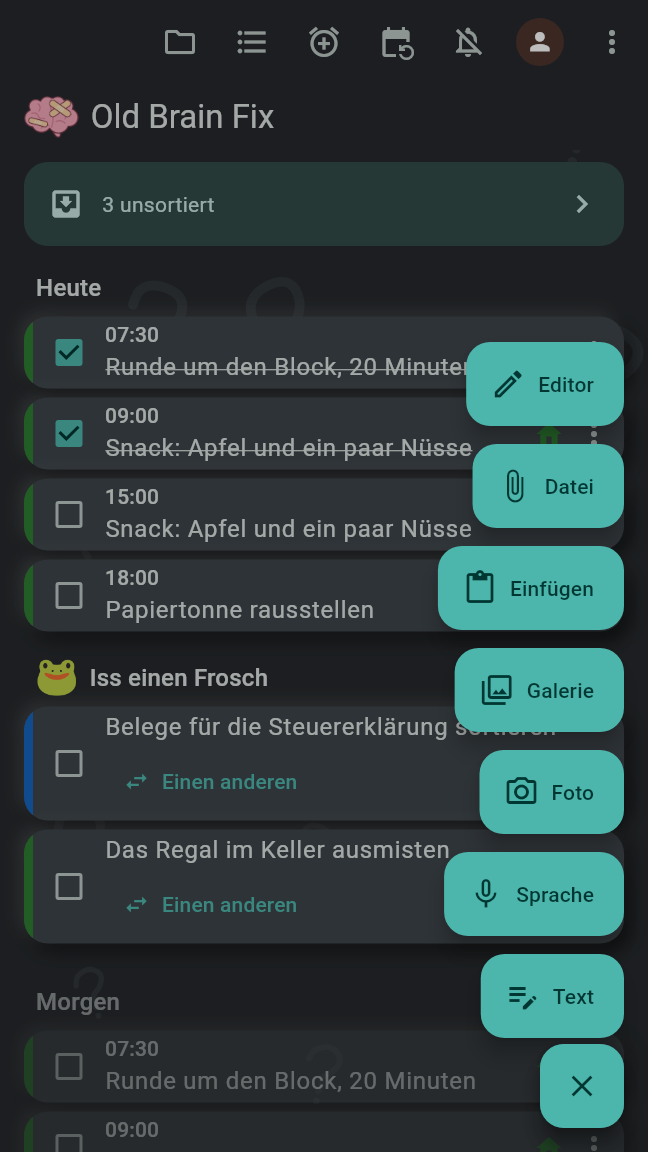 Old Brain Fix
3 unsortiert
Heute
07:30
Runde um den Block, 20 Minuten
Editor
09:00
Snack: Apfel und ein paar Nüsse
Datei
15:00
Snack: Apfel und ein paar Nüsse
18:00
Papiertonne rausstellen
Einfügen
Iss einen Frosch
Galerie
Belege für die Steuererklärung sortieren
Einen anderen
Foto
Das Regal im Keller ausmisten
Einen anderen
Sprache
Morgen
Text
07:30
Runde um den Block, 20 Minuten
09:00